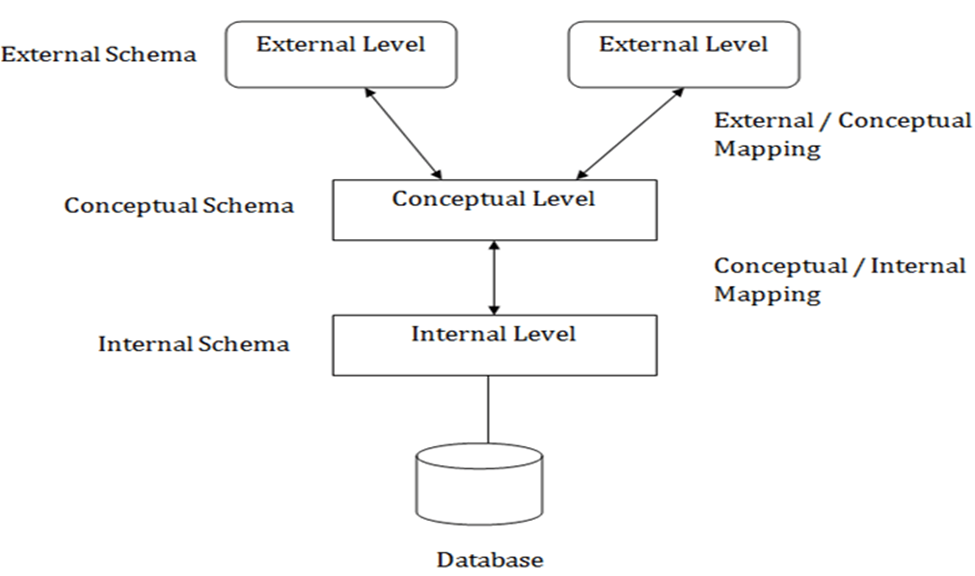 External Schema
External Level
External Level
External / Conceptual
Mapping
Conceptual Schema
Conceptual Level
Conceptual / Internal
Mapping
Internal Schema
Internal Level
Database